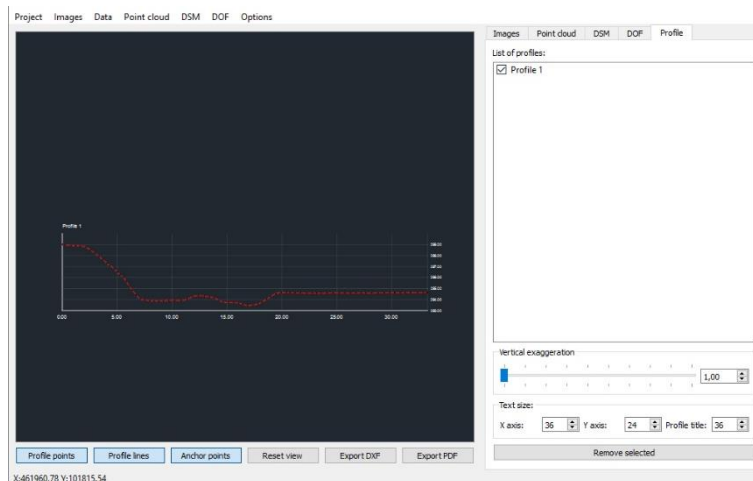 Project Images Data Point cloud DSM DOF Options
Images Point cloud DSM DOF Profile
List of profiles:
Profile 1
Profile 1
0.00 5.00 10.00 15.00 20.00 25.00 30.00
Vertical exaggeration
1,00
Text size:
X axis: 36 Y axis: 24 Profile title: 36
Remove selected
Profile points Profile lines Anchor points Reset view Export DXF Export PDF
X:461960.78 Y:101815.54